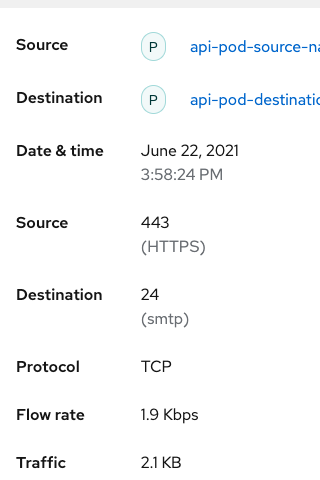 Source P api-pod-source-na
Destination P api-pod-destinatio
Date & time June 22, 2021
3:58:24 PM
Source 443
(HTTPS)
Destination 24
(smtp)
Protocol TCP
Flow rate 1.9 Kbps
Traffic 2.1 KB